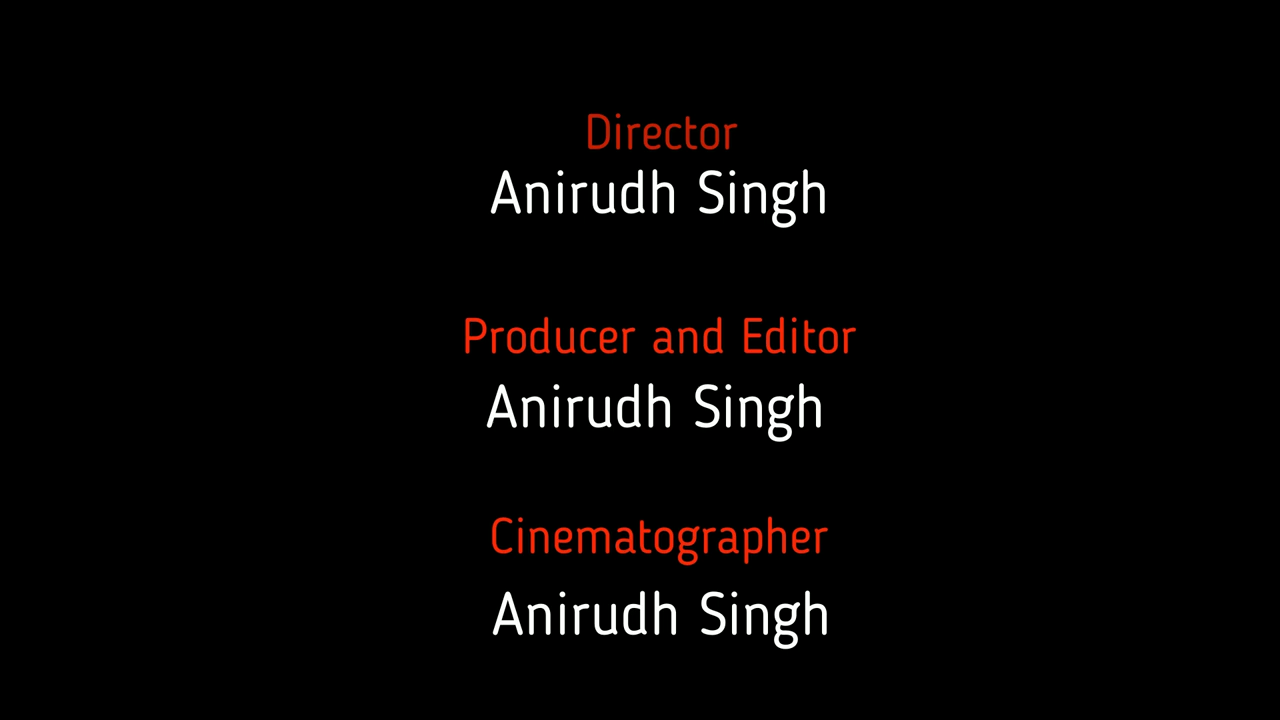 Director
Anirudh Singh
Producer and Editor
Anirudh Singh
Cinematographer
Anirudh Singh